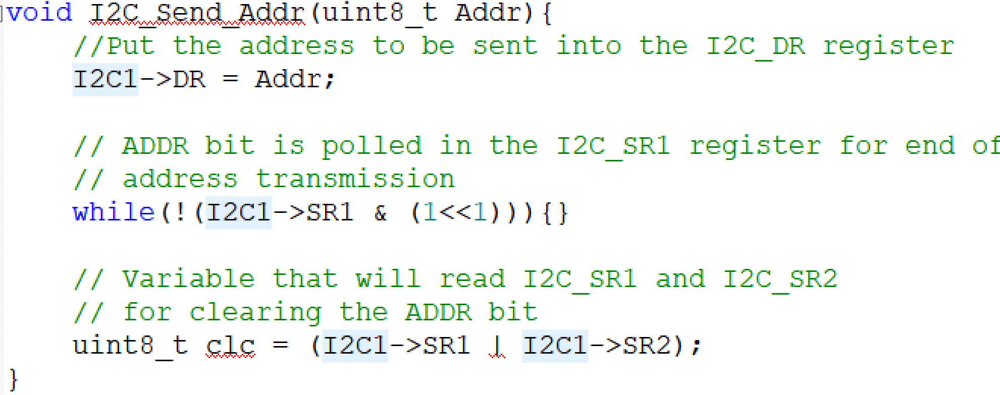 void I2C_Send_Addr(uint8_t Addr){
//Put the address to be sent into the I2C_DR register
I2C1->DR = Addr;
// ADDR bit is polled in the I2C_SR1 register for end of
// address transmission
while(!(I2C1->SR1 & (1<<1))){}
// Variable that will read I2C_SR1 and I2C_SR2
// for clearing the ADDR bit
uint8_t clc = (I2C1->SR1 | I2C1->SR2);
}